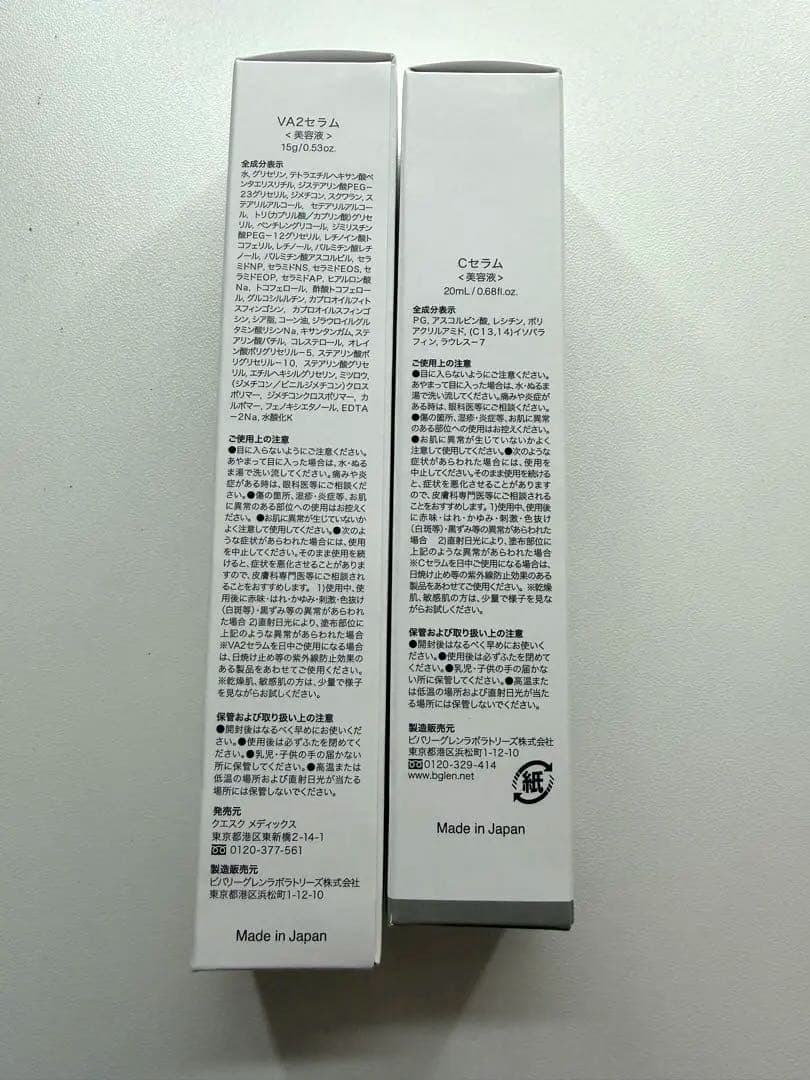 VA2セラム
<美容液>
15g/0.53oz.
全成分表示
水, グリセリン, テトラエチルヘキサン酸ペ
ンタエリスリチル, ジステアリン酸PEG－
23グリセリル, ジメチコン, スクワラン, ス
テアリルアルコール, セテアリルアルコー
ル, トリ(カプリル酸／カプリン酸)グリセ
リル, ペンチレングリコール, ジミリスチン
酸PEG－12グリセリル, レチノイン酸ト
コフェリル, レチノール, パルミチン酸レチ
ノール, パルミチン酸アスコルビル, セラ
ミドNP, セラミドNS, セラミドEOS, セ
ラミドEOP, セラミドAP, ヒアルロン酸
Na, トコフェロール, 酢酸トコフェロー
ル, グルコシルルチン, カプロオイルフィト
スフィンゴシン, カプロオイルスフィンゴ
シン, シア脂, コーン油, ジラウロイルグル
タミン酸リシンNa, キサンタンガム, ステ
アリン酸バチル, コレステロール, オレイ
ン酸ポリグリセリル－5, ステアリン酸ポ
リグリセリル－10, ステアリン酸グリセ
リル, エチルヘキシルグリセリン, ミツロウ,
(ジメチコン／ビニルジメチコン)クロス
ポリマー, ジメチコンクロスポリマー, カ
ルボマー, フェノキシエタノール, EDTA
－2Na, 水酸化K
ご使用上の注意
●目に入らないようにご注意ください。
あやまって目に入った場合は、水・ぬるま
湯で洗い流してください。痛みや炎
症がある時は、眼科医等にご相談くだ
さい。●傷の箇所、湿疹・炎症等、お肌
に異常のある部位への使用はお控えく
ださい。●お肌に異常が生じていないか
よく注意して使用してください。●次のよ
うな症状があらわれた場合には、使用
を中止してください。そのまま使用を続
けると、症状を悪化させることがありま
すので、皮膚科専門医等にご相談され
ることをおすすめします。1)使用中、使
用後に赤味・はれ・かゆみ・刺激・色抜け
(白斑等)・黒ずみ等の異常があらわれ
た場合 2)直射日光により、塗布部位に
上記のような異常があらわれた場合
※VA2セラムを日中ご使用になる場合
は、日焼け止め等の紫外線防止効果の
ある製品をあわせてご使用ください。
※乾燥肌、敏感肌の方は、少量で様子
を見ながらお試しください。
保管および取り扱い上の注意
●開封後はなるべく早めにお使いくだ
さい。●使用後は必ずふたを閉めてく
ださい。●乳児・子供の手の届かない
所に保管してください。●高温または
低温の場所および直射日光が当たる
場所には保管しないでください。
発売元
クエスク メディックス
東京都港区東新橋2-14-1
0120-377-561
製造販売元
ビバリーグレンラボラトリーズ株式会社
東京都港区浜松町1-12-10
Made in Japan
Cセラム
<美容液>
20mL/0.68fl.oz.
全成分表示
PG, アスコルビン酸, レシチン, ポリ
アクリルアミド, (C13,14)イソパラ
フィン, ラウレス－7
ご使用上の注意
●目に入らないようにご注意ください。
あやまって目に入った場合は、水・ぬるま
湯で洗い流してください。痛みや炎症が
ある時は、眼科医等にご相談ください。
●傷の箇所、湿疹・炎症等、お肌に異常
のある部位への使用はお控えください。
●お肌に異常が生じていないかよく
注意して使用してください。●次のような
症状があらわれた場合には、使用を
中止してください。そのまま使用を続ける
と、症状を悪化させることがあります
ので、皮膚科専門医等にご相談される
ことをおすすめします。1)使用中、使用後
に赤味・はれ・かゆみ・刺激・色抜け
(白斑等)・黒ずみ等の異常があらわれた
場合 2)直射日光により、塗布部位に
上記のような異常があらわれた場合
※Cセラムを日中ご使用になる場合は、
日焼け止め等の紫外線防止効果のある
製品をあわせてご使用ください。※乾燥
肌、敏感肌の方は、少量で様子を見な
がらお試しください。
保管および取り扱い上の注意
●開封後はなるべく早めにお使いく
ださい。●使用後は必ずふたを閉めて
ください。●乳児・子供の手の届かな
い所に保管してください。●高温また
は低温の場所および直射日光が当た
る場所には保管しないでください。
製造販売元
ビバリーグレンラボラトリーズ株式会社
東京都港区浜松町1-12-10
0120-329-414
www.bglen.net
紙
Made in Japan